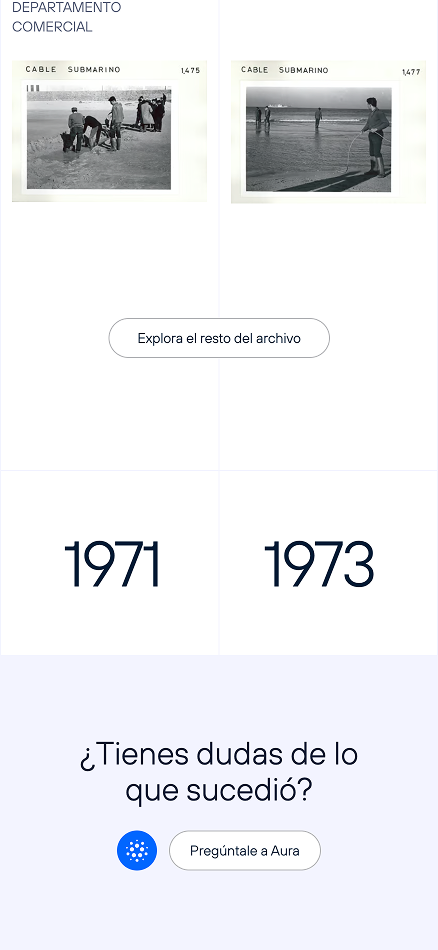 DEPARTAMENTO
COMERCIAL
CABLE SUBMARINO 1,475
CABLE SUBMARINO 1,477
Explora el resto del archivo
1971
1973
¿Tienes dudas de lo
que sucedió?
Pregúntale a Aura